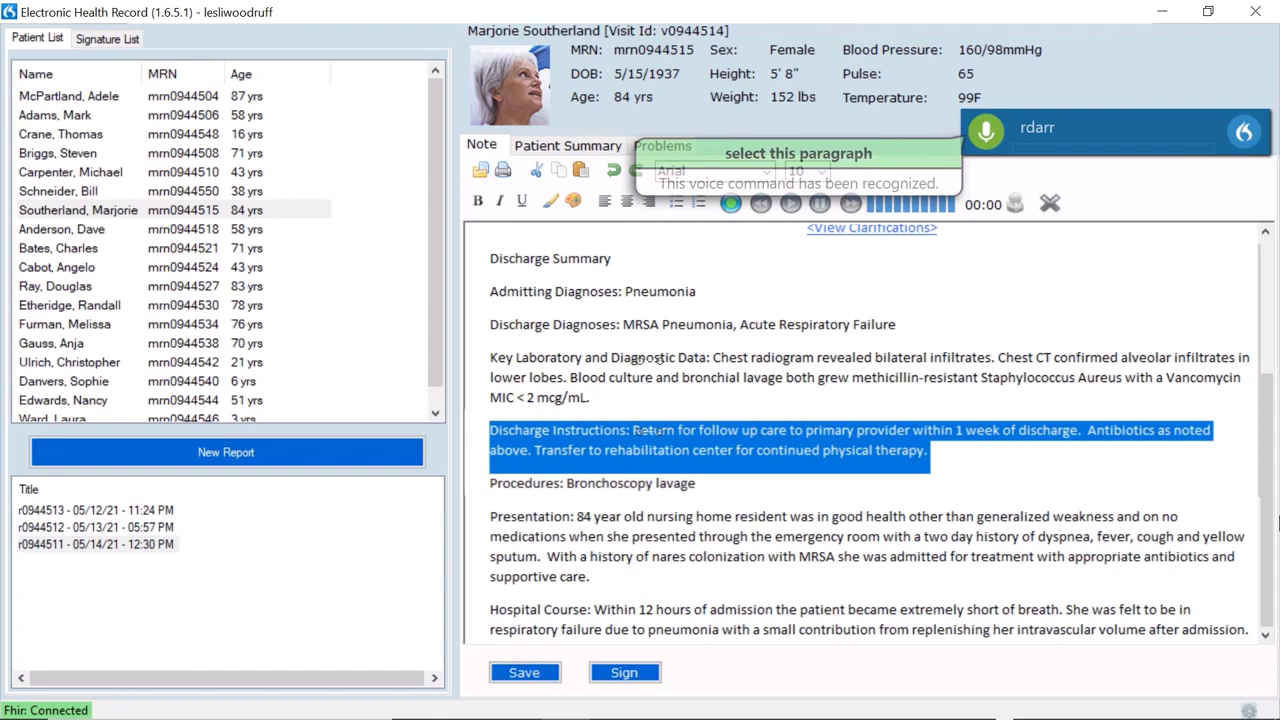 Electronic Health Record (1.6.5.1) - lesliwoodruff
Patient List Signature List
Name MRN Age
McPartland, Adele mrn0944504 87 yrs
Adams, Mark mrn0944506 58 yrs
Crane, Thomas mrn0944548 16 yrs
Briggs, Steven mrn0944508 71 yrs
Carpenter, Michael mrn0944510 43 yrs
Schneider, Bill mrn0944550 38 yrs
Southerland, Marjorie mrn0944515 84 yrs
Anderson, Dave mrn0944518 58 yrs
Bates, Charles mrn0944521 71 yrs
Cabot, Angelo mrn0944524 43 yrs
Ray, Douglas mrn0944527 83 yrs
Etheridge, Randall mrn0944530 78 yrs
Furman, Melissa mrn0944534 76 yrs
Gauss, Anja mrn0944538 70 yrs
Ulrich, Christopher mrn0944542 21 yrs
Danvers, Sophie mrn0944540 6 yrs
Edwards, Nancy mrn0944544 51 yrs
Ward, Laura mrn0944546 3 yrs
New Report
Title
r0944513 - 05/12/21 - 11:24 PM
r0944512 - 05/13/21 - 05:57 PM
r0944511 - 05/14/21 - 12:30 PM
Fhir: Connected
Marjorie Southerland [Visit Id: v0944514]
MRN: mrn0944515 Sex: Female Blood Pressure: 160/98mmHg
DOB: 5/15/1937 Height: 5' 8" Pulse: 65
Age: 84 yrs Weight: 152 lbs Temperature: 99F
rdarr
Note Patient Summary Problems
select this paragraph
Arial 10
This voice command has been recognized.
B I U 00:00
<View Clarifications>
Discharge Summary
Admitting Diagnoses: Pneumonia
Discharge Diagnoses: MRSA Pneumonia, Acute Respiratory Failure
Key Laboratory and Diagnostic Data: Chest radiogram revealed bilateral infiltrates. Chest CT confirmed alveolar infiltrates in
lower lobes. Blood culture and bronchial lavage both grew methicillin-resistant Staphylococcus Aureus with a Vancomycin
MIC < 2 mcg/mL.
Discharge Instructions: Return for follow up care to primary provider within 1 week of discharge. Antibiotics as noted
above. Transfer to rehabilitation center for continued physical therapy.
Procedures: Bronchoscopy lavage
Presentation: 84 year old nursing home resident was in good health other than generalized weakness and on no
medications when she presented through the emergency room with a two day history of dyspnea, fever, cough and yellow
sputum. With a history of nares colonization with MRSA she was admitted for treatment with appropriate antibiotics and
supportive care.
Hospital Course: Within 12 hours of admission the patient became extremely short of breath. She was felt to be in
respiratory failure due to pneumonia with a small contribution from replenishing her intravascular volume after admission.
Save Sign